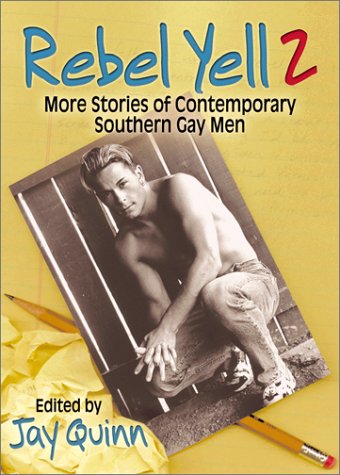 Rebel Yell 2
More Stories of Contemporary
Southern Gay Men
Edited by
Jay Quinn